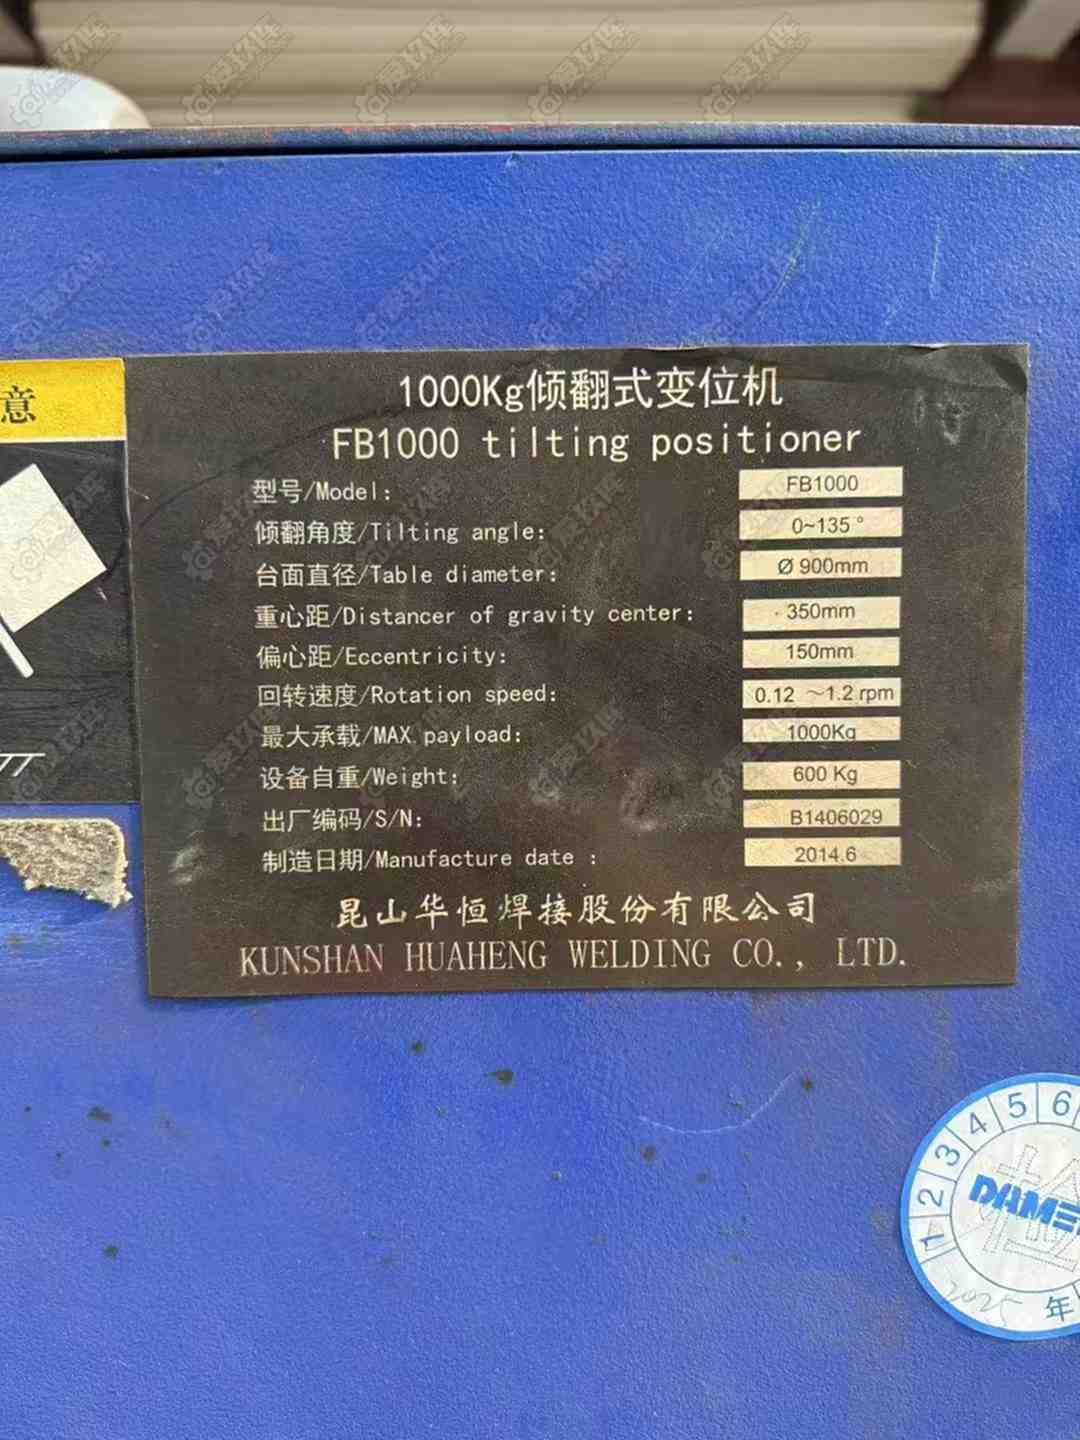 意
1000Kg倾翻式变位机
FB1000 tilting positioner
型号/Model: FB1000
倾翻角度/Tilting angle: 0~135 °
台面直径/Table diameter: Ø 900mm
重心距/Distancer of gravity center: 350mm
偏心距/Eccentricity: 150mm
回转速度/Rotation speed: 0.12 ~1.2 rpm
最大承载/MAX payload: 1000Kg
设备自重/Weight: 600 Kg
出厂编码/S/N: B1406029
制造日期/Manufacture date : 2014.6
昆山华恒焊接股份有限公司
KUNSHAN HUAHENG WELDING CO., LTD.
1 2 3 4 5 6
检
DAME
2025 年